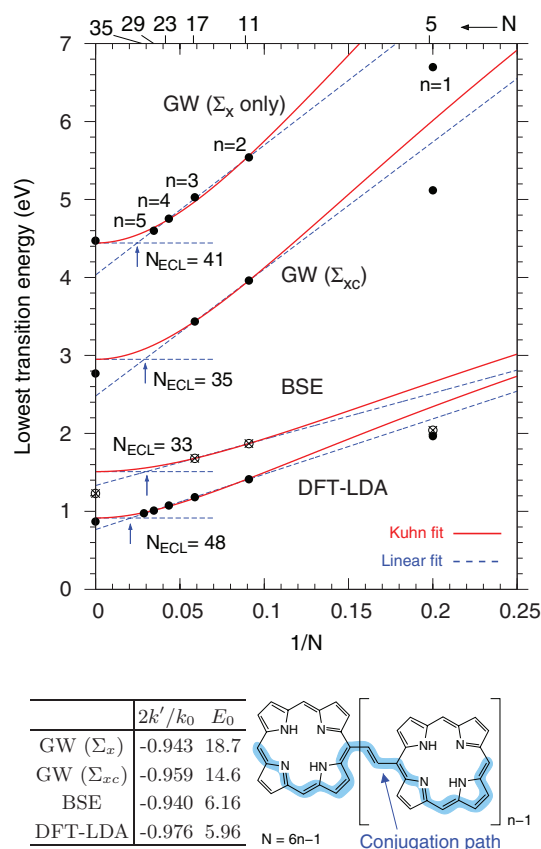 35 29 23 17 11 5 N
7
n=1
GW (Σx only)
6
n=2
n=3
5
n=4
n=5
NECL= 41
4
GW (Σxc)
3
NECL= 35
BSE
2
NECL= 33
DFT-LDA
1
NECL= 48
Kuhn fit
Linear fit
0
0 0.05 0.1 0.15 0.2 0.25
1/N
Lowest transition energy (eV)
2k′/k0 E0
GW (Σx) -0.943 18.7
GW (Σxc) -0.959 14.6
BSE -0.940 6.16
DFT-LDA -0.976 5.96
NH N
N HN
N HN
NH N
n-1
N = 6n−1
Conjugation path